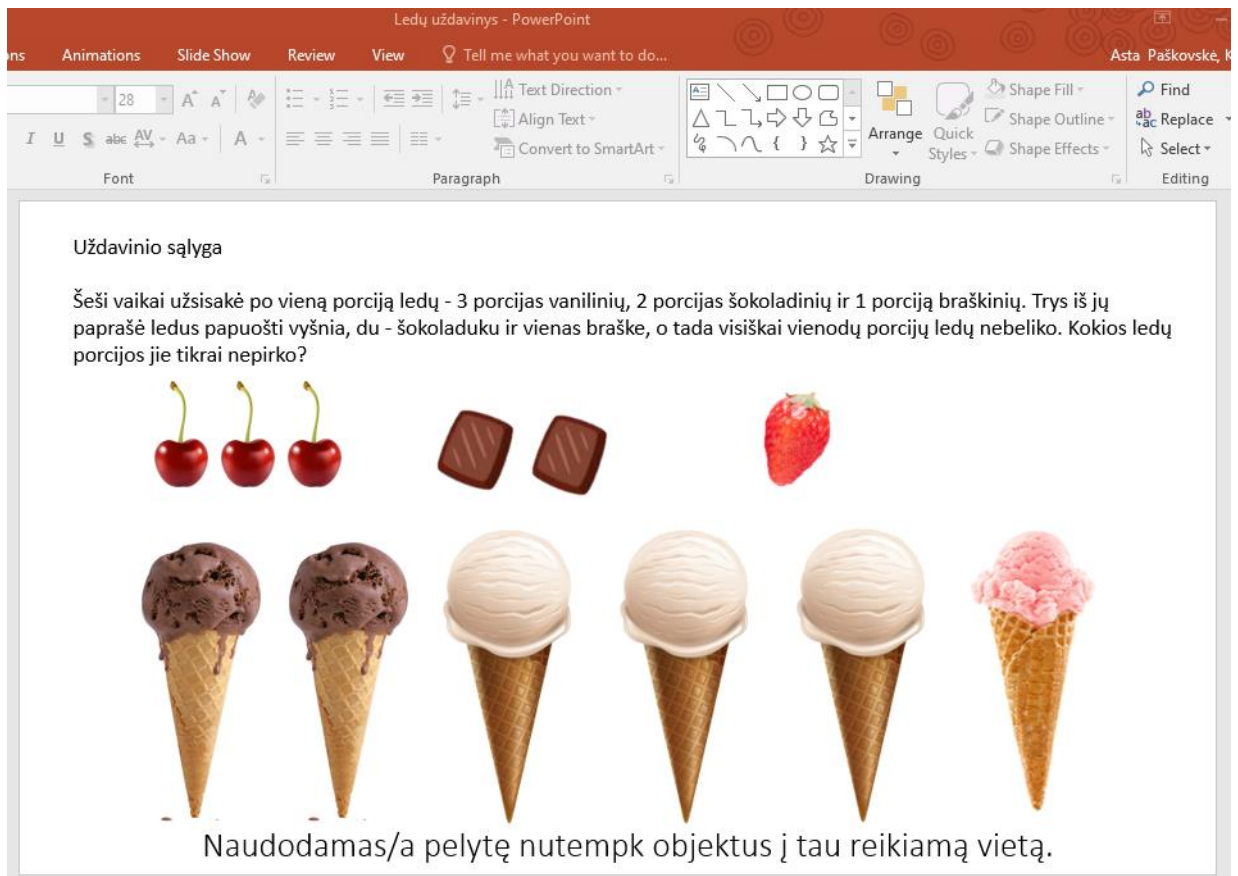 Ledų uždavinys - PowerPoint
ns Animations Slide Show Review View Tell me what you want to do... Asta Paškovskė, K
28 A A Text Direction Shape Fill Find
Align Text Shape Outline Replace
I U S abc AV Aa A Convert to SmartArt Arrange Quick Styles Shape Effects Select
Font Paragraph Drawing Editing
Uždavinio sąlyga
Šeši vaikai užsisakė po vieną porciją ledų - 3 porcijas vanilinių, 2 porcijas šokoladinių ir 1 porciją braškinių. Trys iš jų
paprašė ledus papuošti vyšnia, du - šokoladuku ir vienas braške, o tada visiškai vienodų porcijų ledų nebeliko. Kokios ledų
porcijos jie tikrai nepirko?
Naudodamas/a pelytę nutempk objektus į tau reikiamą vietą.